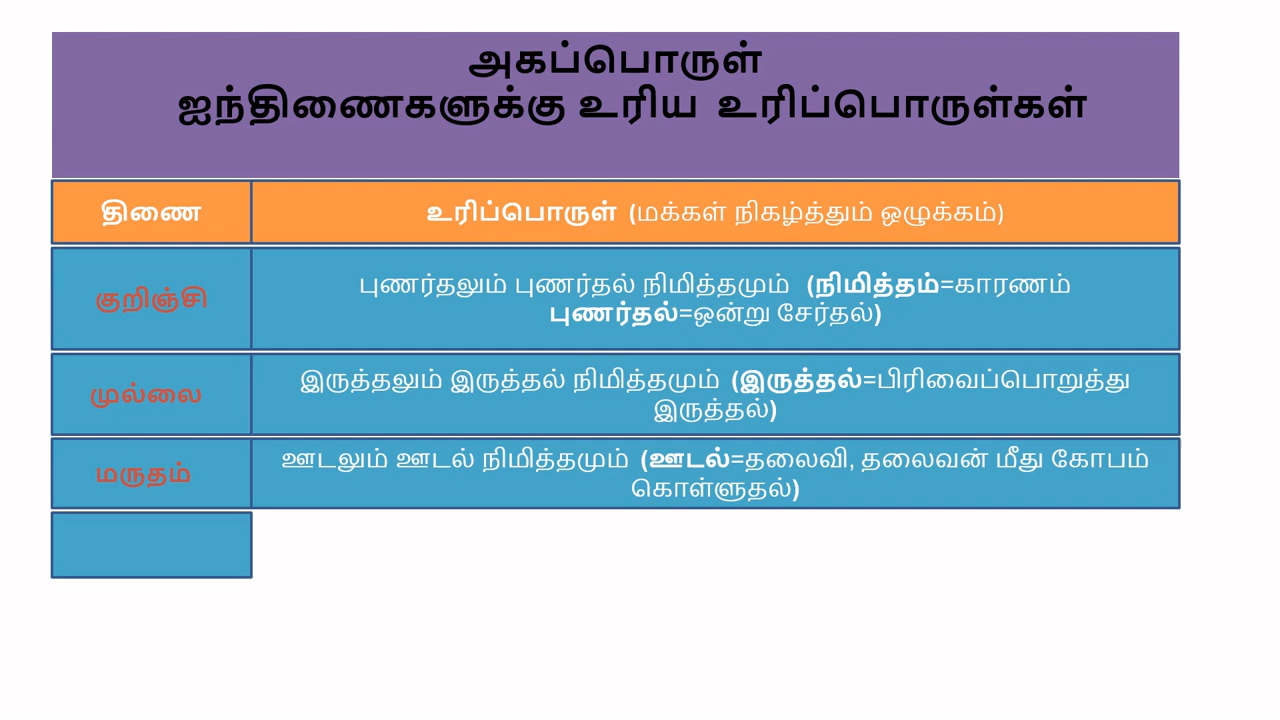 அகப்பொருள்
ஐந்திணைகளுக்கு உரிய உரிப்பொருள்கள்
திணை
உரிப்பொருள் (மக்கள் நிகழ்த்தும் ஒழுக்கம்)
குறிஞ்சி
புணர்தலும் புணர்தல் நிமித்தமும் (நிமித்தம்=காரணம்
புணர்தல்=ஒன்று சேர்தல்)
முல்லை
இருத்தலும் இருத்தல் நிமித்தமும் (இருத்தல்=பிரிவைப்பொறுத்து
இருத்தல்)
மருதம்
ஊடலும் ஊடல் நிமித்தமும் (ஊடல்=தலைவி, தலைவன் மீது கோபம்
கொள்ளுதல்)